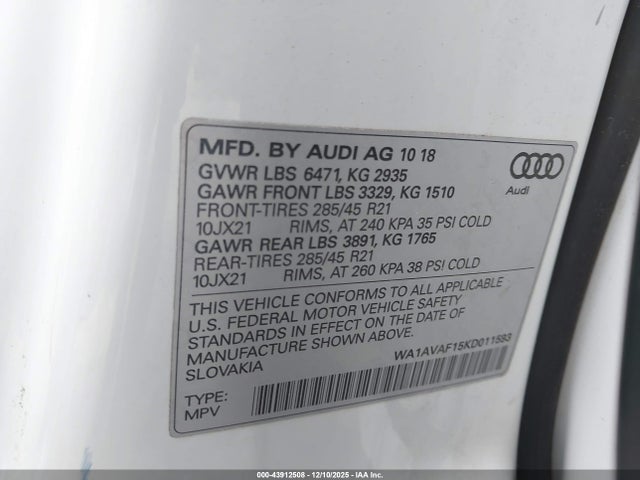 MFD. BY AUDI AG 10 18
GVWR LBS 6471, KG 2935
GAWR FRONT LBS 3329, KG 1510
FRONT-TIRES 285/45 R21
10JX21 RIMS, AT 240 KPA 35 PSI COLD
GAWR REAR LBS 3891, KG 1765
REAR-TIRES 285/45 R21
10JX21 RIMS, AT 260 KPA 38 PSI COLD
THIS VEHICLE CONFORMS TO ALL APPLICABLE
U.S. FEDERAL MOTOR VEHICLE SAFETY
STANDARDS IN EFFECT ON THE DATE OF
MANUFACTURE SHOWN ABOVE.
SLOVAKIA
WA1AVAF15KD011593
TYPE:
MPV
Audi
000-43912508 - 12/10/2025 - IAA Inc.